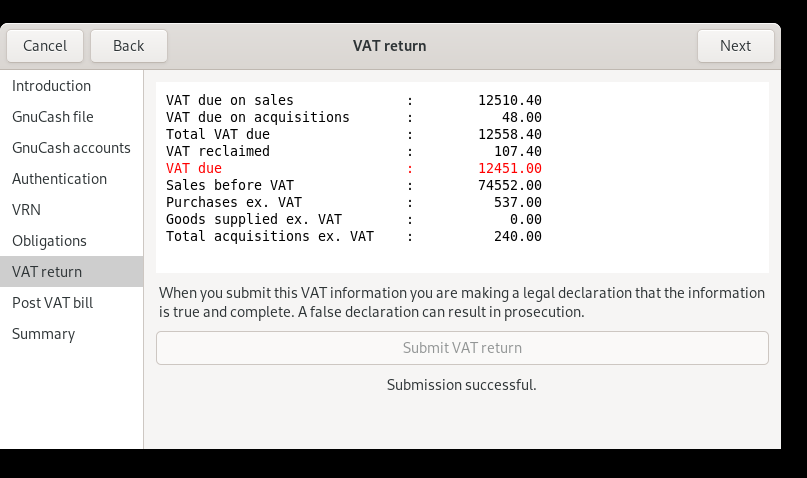 Cancel Back VAT return Next
Introduction
GnuCash file
GnuCash accounts
Authentication
VRN
Obligations
VAT return
Post VAT bill
Summary
VAT due on sales : 12510.40
VAT due on acquisitions : 48.00
Total VAT due : 12558.40
VAT reclaimed : 107.40
VAT due : 12451.00
Sales before VAT : 74552.00
Purchases ex. VAT : 537.00
Goods supplied ex. VAT : 0.00
Total acquisitions ex. VAT : 240.00
When you submit this VAT information you are making a legal declaration that the information
is true and complete. A false declaration can result in prosecution.
Submit VAT return
Submission successful.